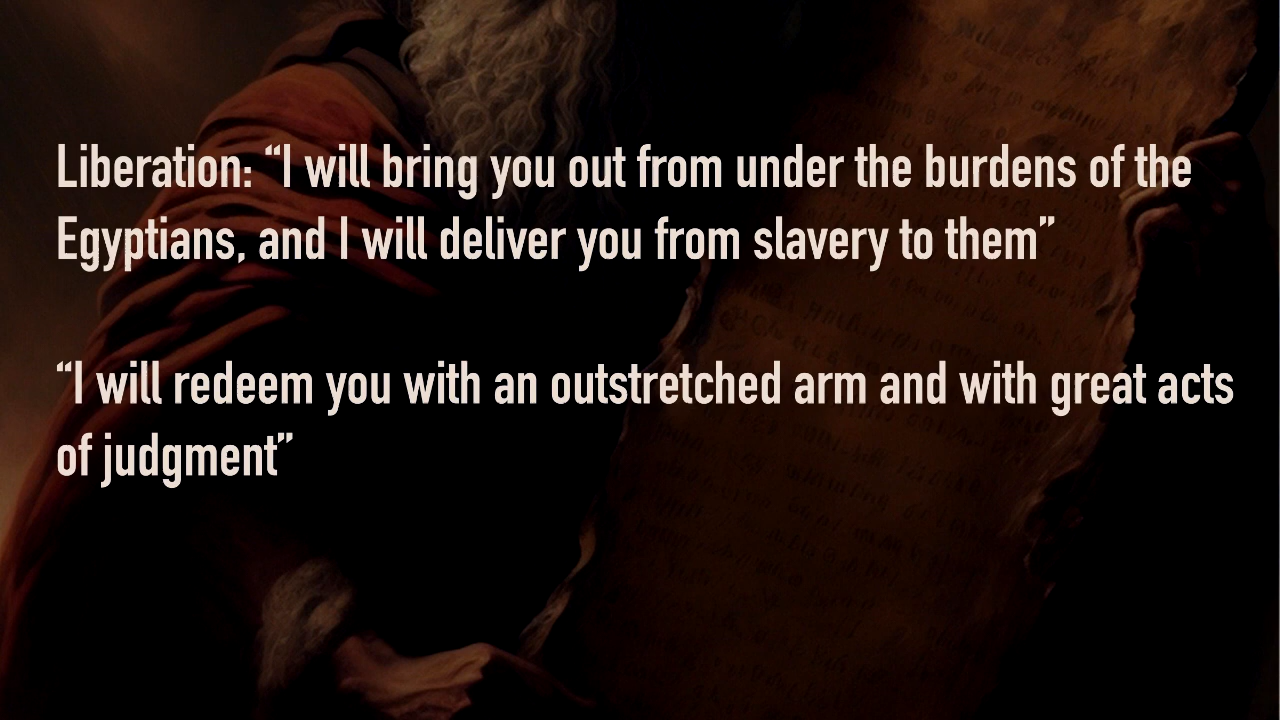 Liberation: “I will bring you out from under the burdens of the
Egyptians, and I will deliver you from slavery to them”
“I will redeem you with an outstretched arm and with great acts
of judgment”